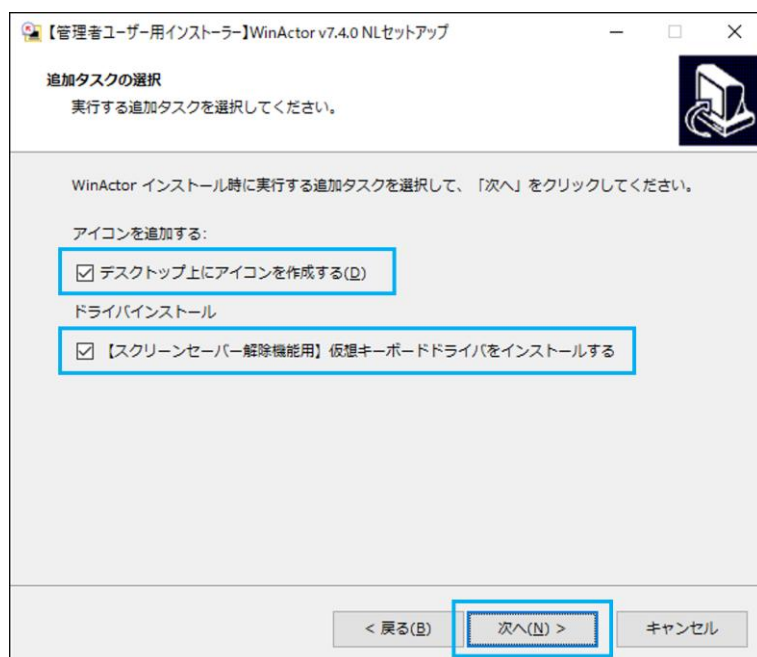 【管理者ユーザー用インストーラー】WinActor v7.4.0 NLセットアップ
追加タスクの選択
実行する追加タスクを選択してください。
WinActor インストール時に実行する追加タスクを選択して、「次へ」をクリックしてください。
アイコンを追加する:
デスクトップ上にアイコンを作成する(D)
ドライバインストール
【スクリーンセーバー解除機能用】仮想キーボードドライバをインストールする
< 戻る(B) 次へ(N) > キャンセル